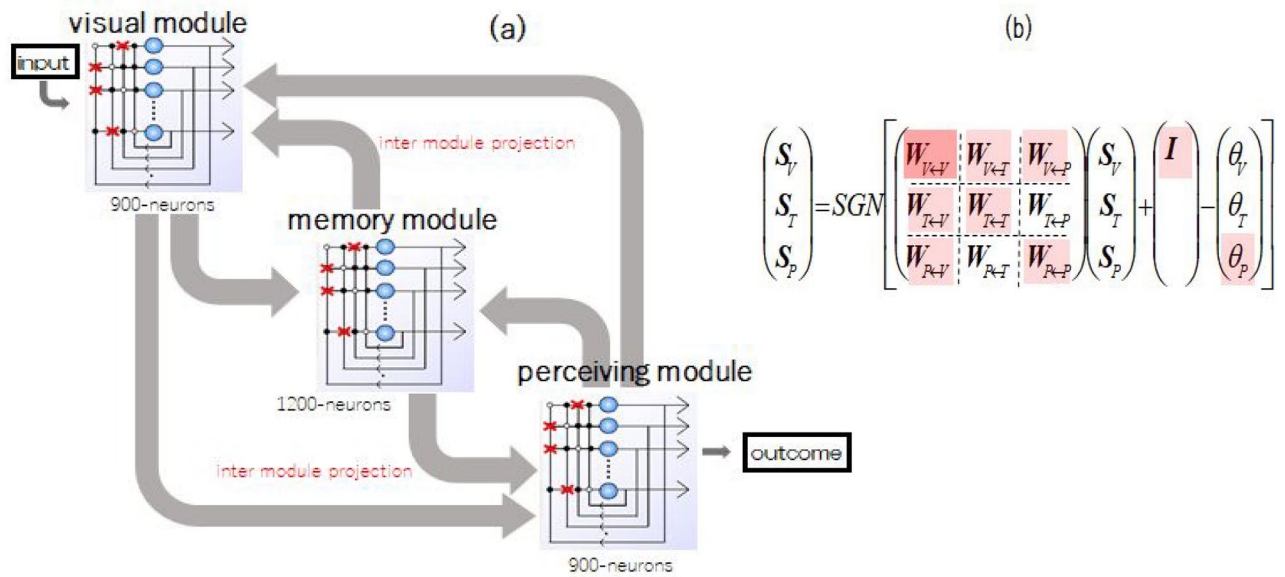 visual module
(a)
(b)
input
inter module projection
900-neurons
memory module
1200-neurons
perceiving module
inter module projection
outcome
900-neurons
(S_V S_T S_P) = SGN[(W_{V←V} W_{V←T} W_{V←P}
W_{T←V} W_{T←T} W_{T←P}
W_{P←V} W_{P←T} W_{P←P})(S_V S_T S_P) + (I) − (θ_V θ_T θ_P)]